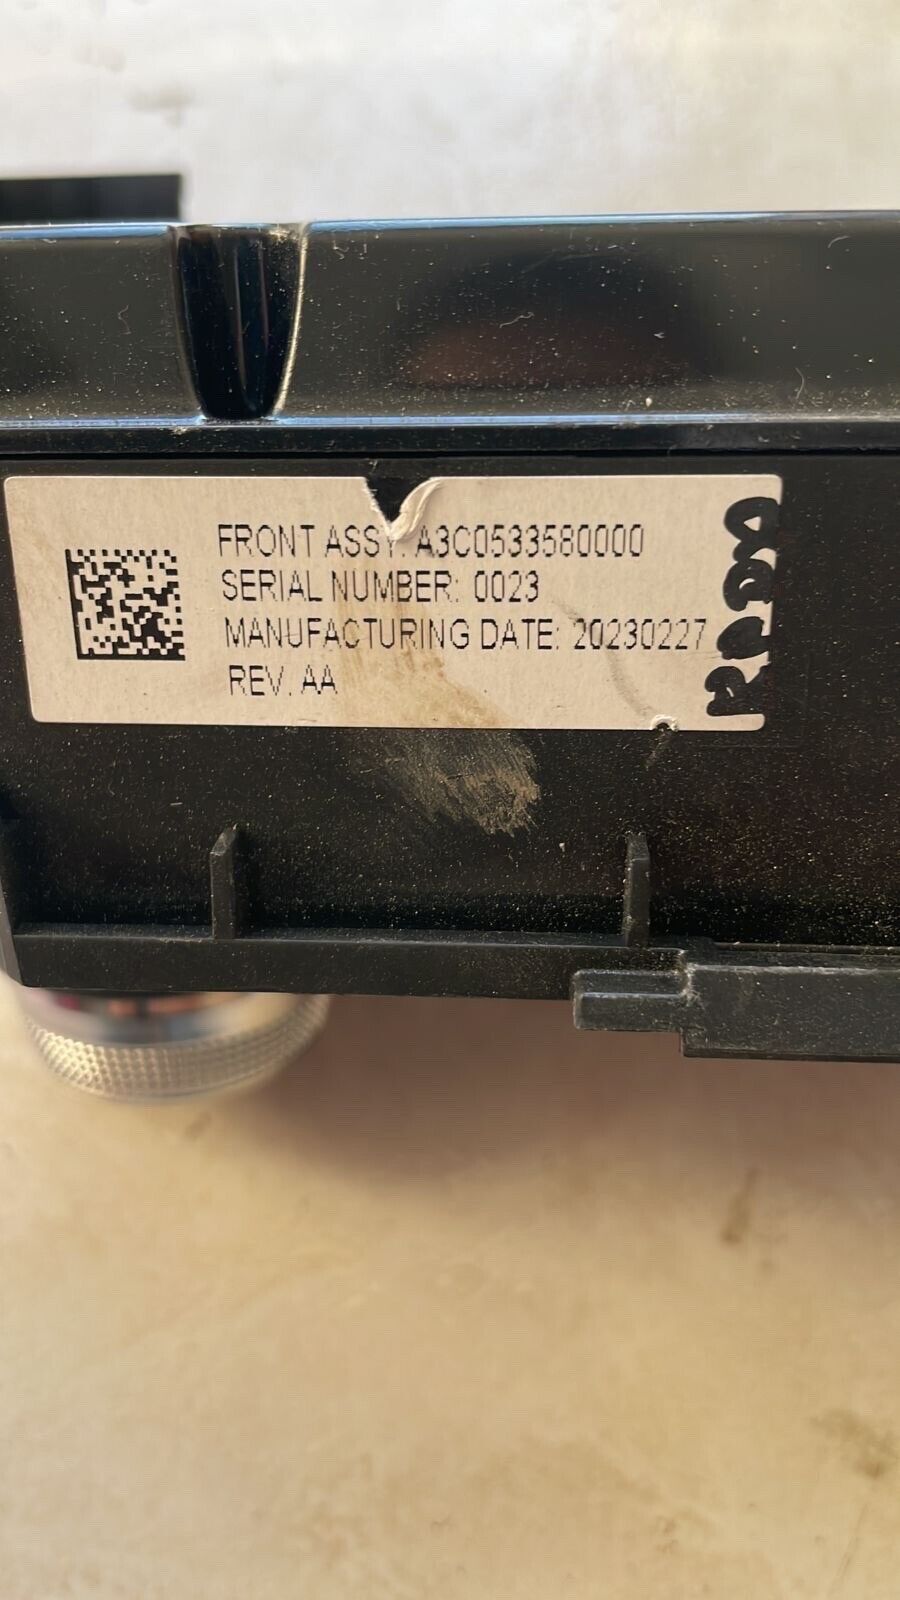 FRONT ASSY: A3C0533580000
SERIAL NUMBER: 0023
MANUFACTURING DATE: 20230227
REV. AA